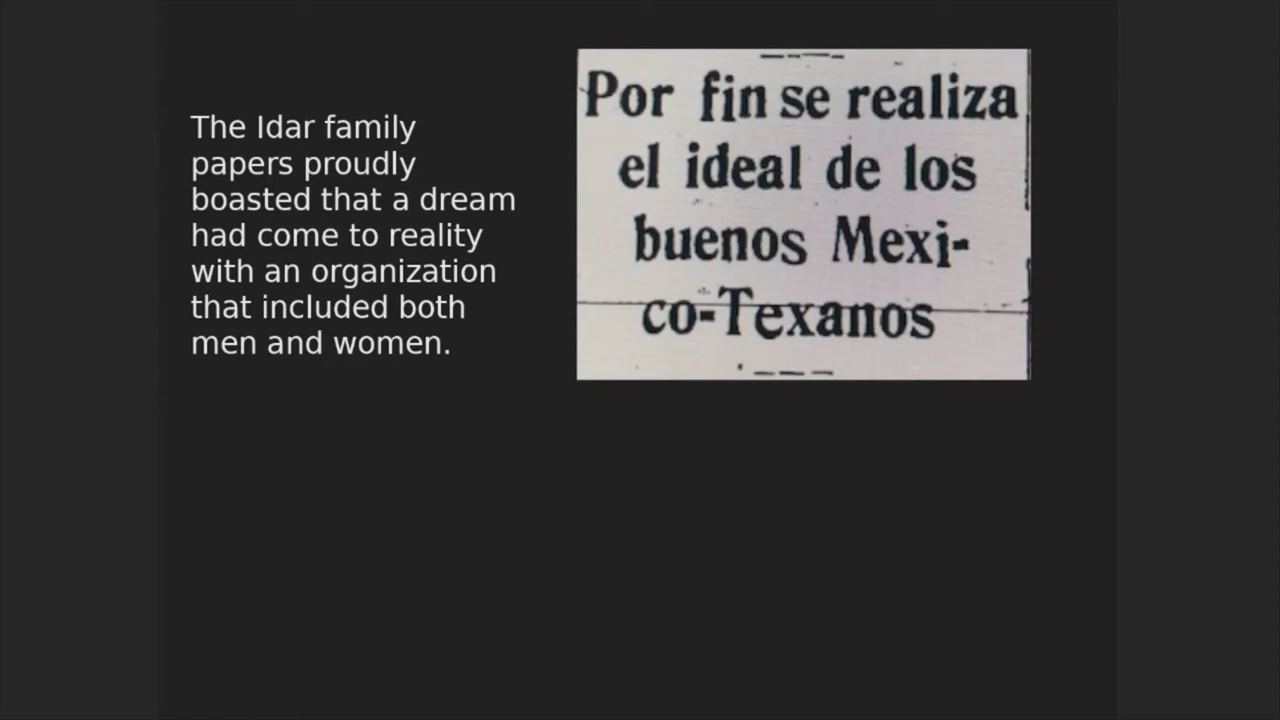 The Idar family
papers proudly
boasted that a dream
had come to reality
with an organization
that included both
men and women.
Por fin se realiza
el ideal de los
buenos Mexi-
co-Texanos